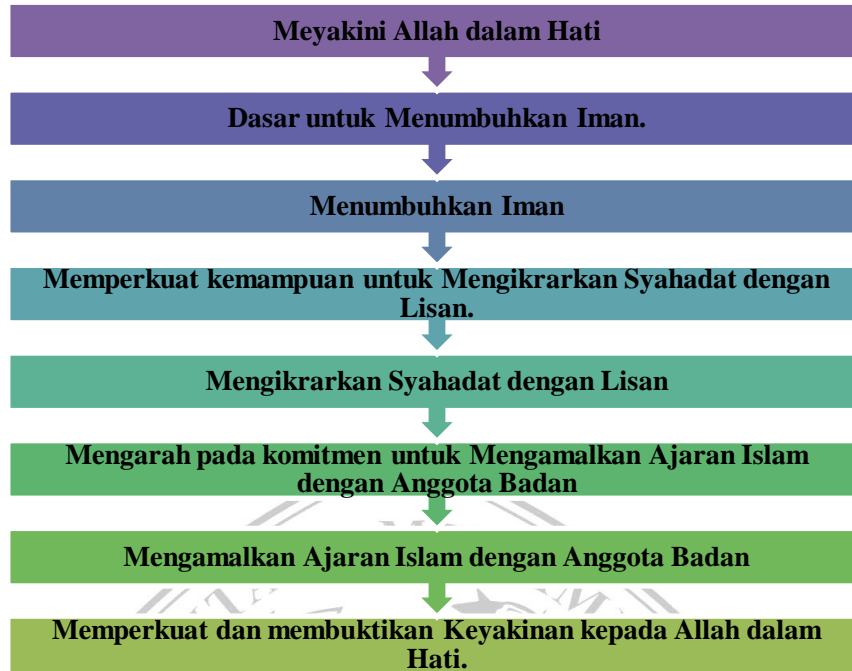 Meyakini Allah dalam Hati
Dasar untuk Menumbuhkan Iman.
Menumbuhkan Iman
Memperkuat kemampuan untuk Mengikrarkan Syahadat dengan
Lisan.
Mengikrarkan Syahadat dengan Lisan
Mengarah pada komitmen untuk Mengamalkan Ajaran Islam
dengan Anggota Badan
Mengamalkan Ajaran Islam dengan Anggota Badan
Memperkuat dan membuktikan Keyakinan kepada Allah dalam
Hati.